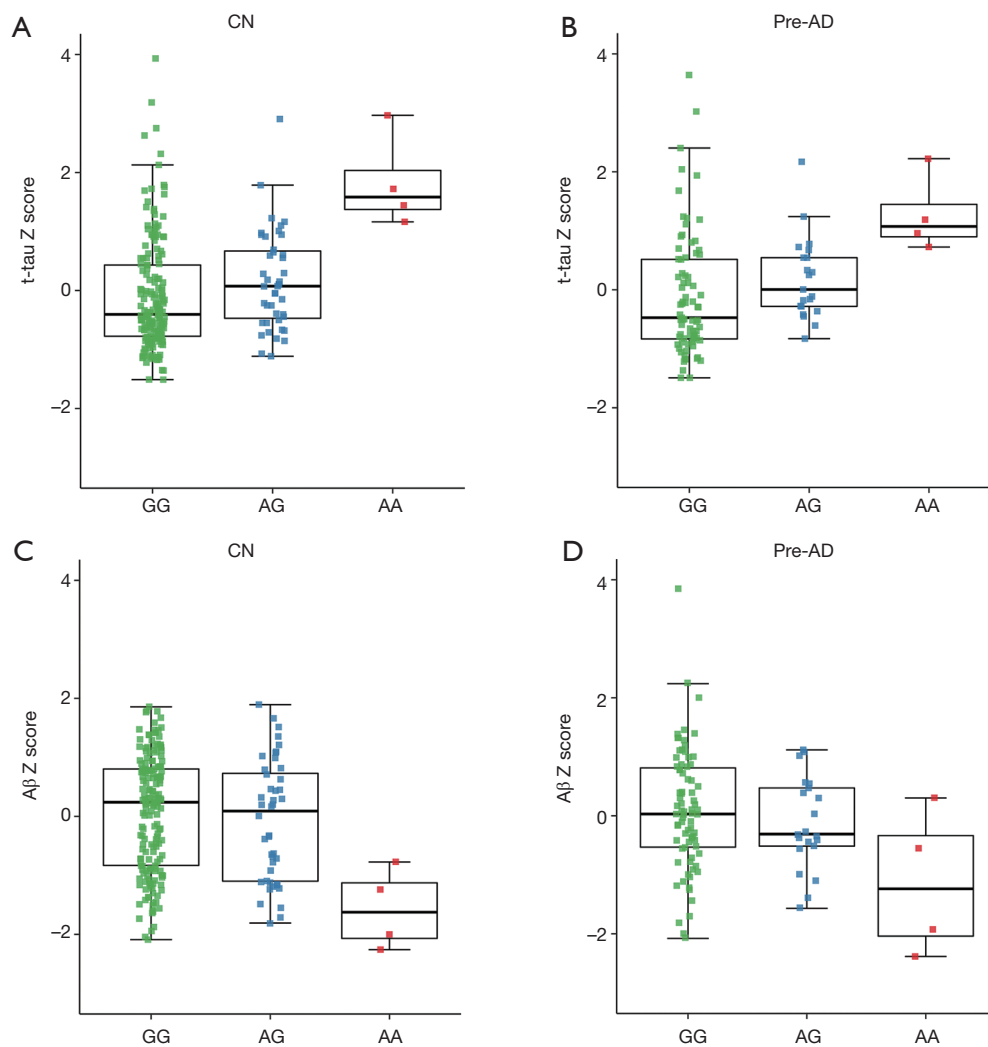 A
CN
t-tau Z score
4
2
0
−2
GG
AG
AA
B
Pre-AD
t-tau Z score
4
2
0
−2
GG
AG
AA
C
CN
Aβ Z score
4
2
0
−2
GG
AG
AA
D
Pre-AD
Aβ Z score
4
2
0
−2
GG
AG
AA